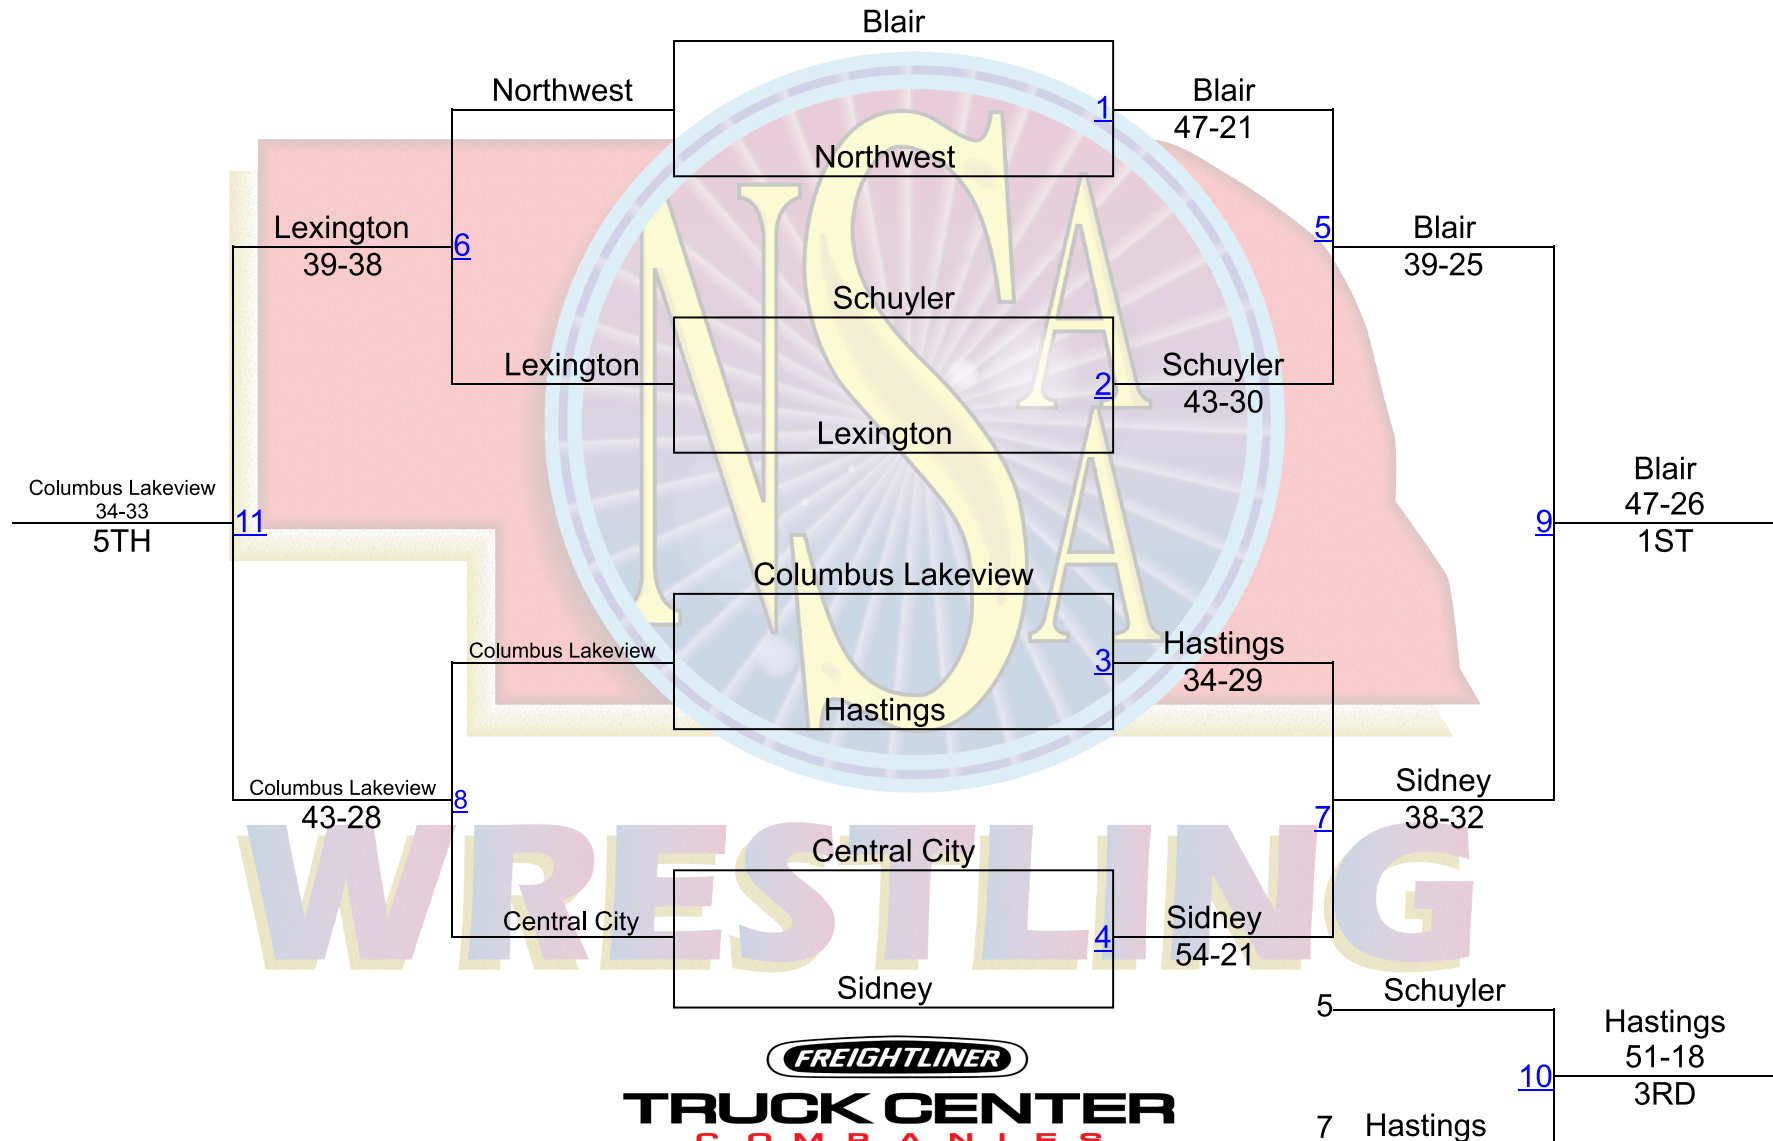 Blair
Northwest
Blair
1
47-21
Northwest
Lexington
39-38
6
5
Blair
39-25
Schuyler
Lexington
2
Schuyler
43-30
Lexington
Columbus Lakeview
34-33
5TH
11
Blair
47-26
1ST
9
Columbus Lakeview
Columbus Lakeview
3
Hastings
34-29
Hastings
Columbus Lakeview
43-28
8
7
Sidney
38-32
Central City
Central City
4
Sidney
54-21
Sidney
NSAA
WRESTLING
5
Schuyler
Hastings
51-18
10
3RD
7 Hastings
FREIGHTLINER
TRUCK CENTER
COMPANIES